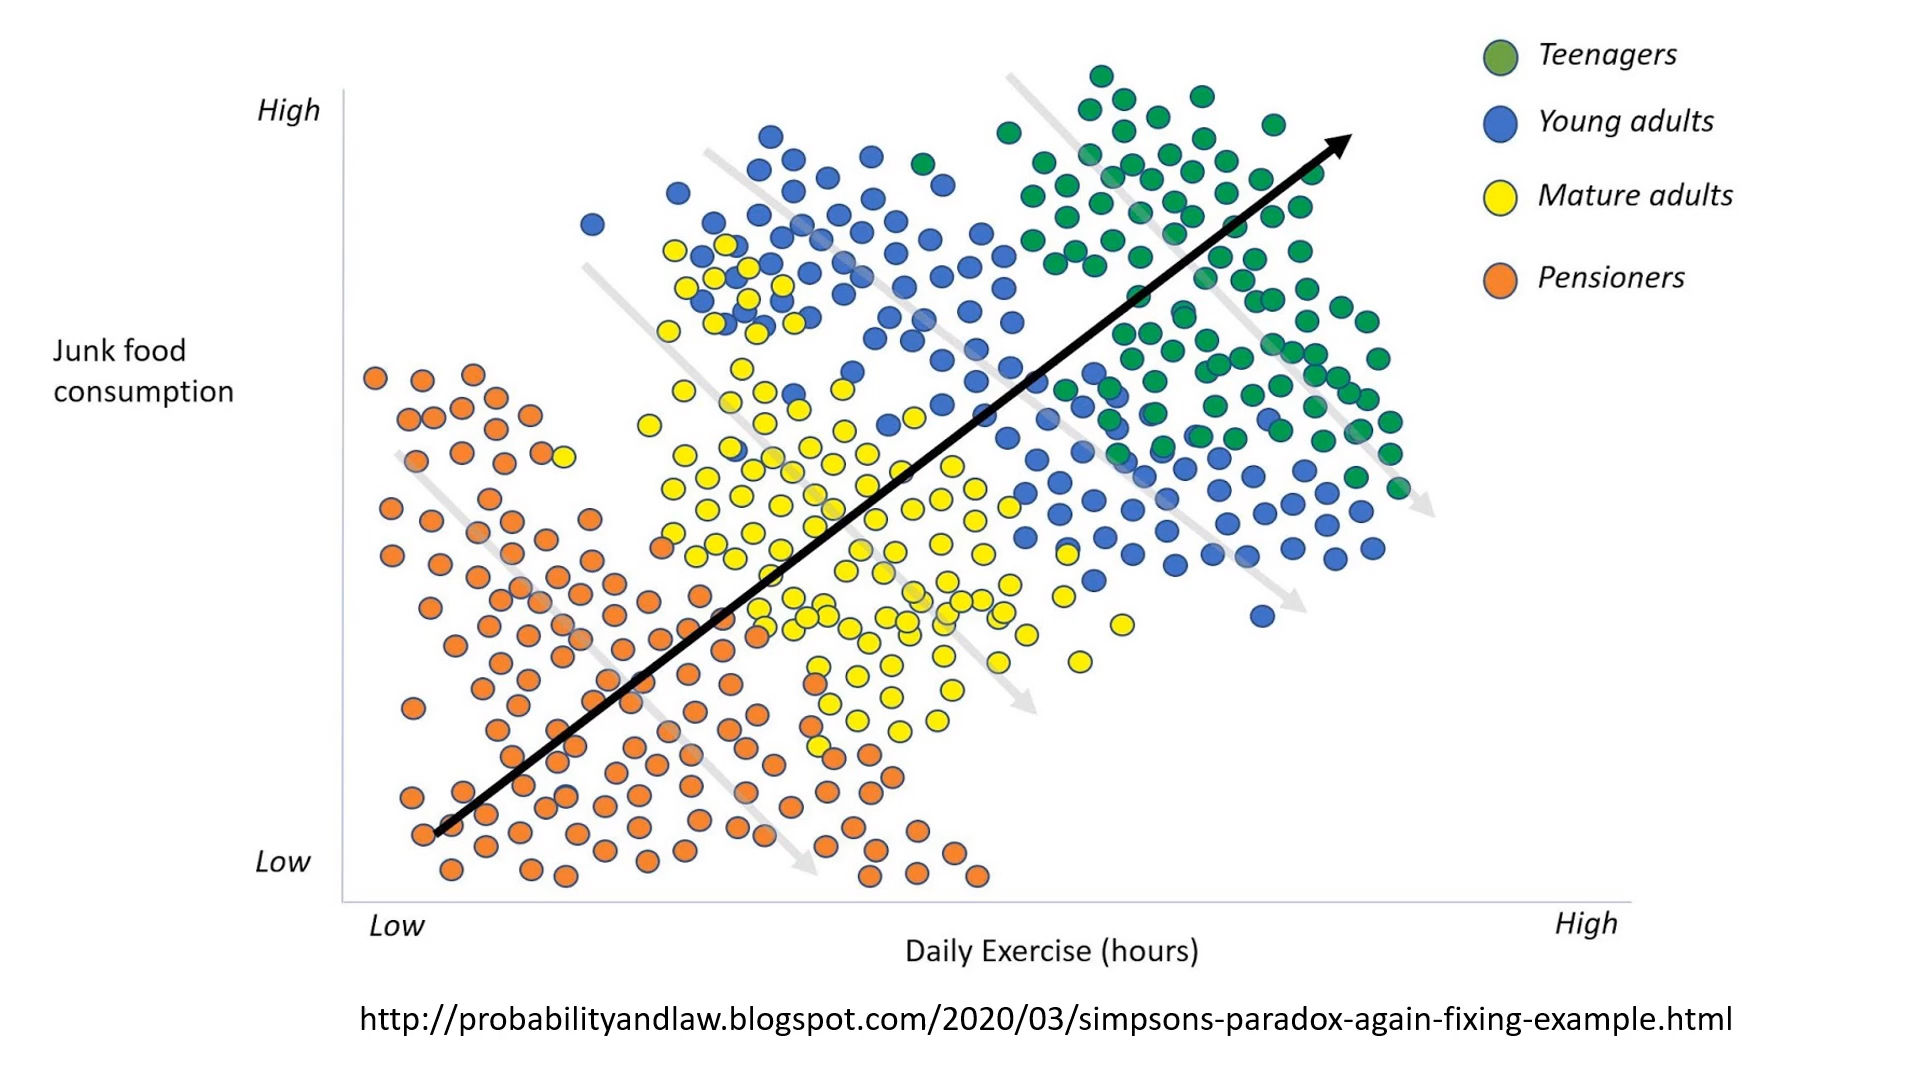 Teenagers
High
Young adults
Mature adults
Pensioners
Junk food
consumption
Low
Low
High
Daily Exercise (hours)
http://probabilityandlaw.blogspot.com/2020/03/simpsons-paradox-again-fixing-example.html